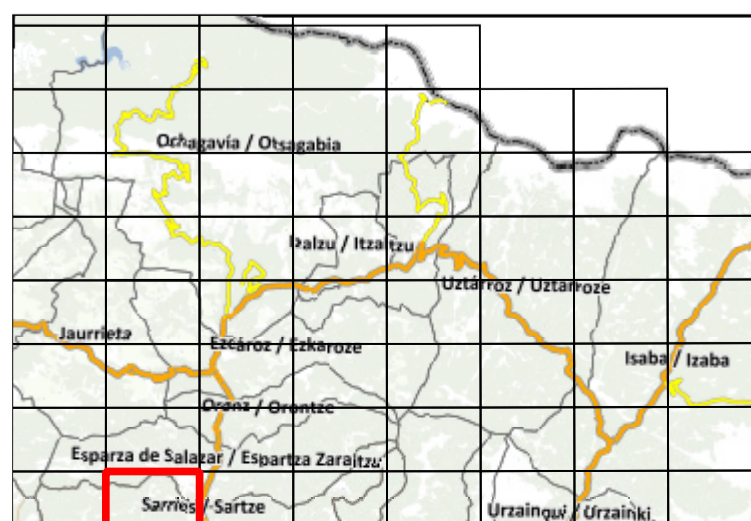 Ochagavía / Otsagabia
Izalzu / Itzaltzu
Uztárroz / Uztarroze
Jaurrieta
Ezcároz / Ezkaroze
Isaba / Izaba
Oronz / Orontze
Esparza de Salazar / Espartza Zaraitzu
Sarriés / Sartze
Urzainqui / Urzainki